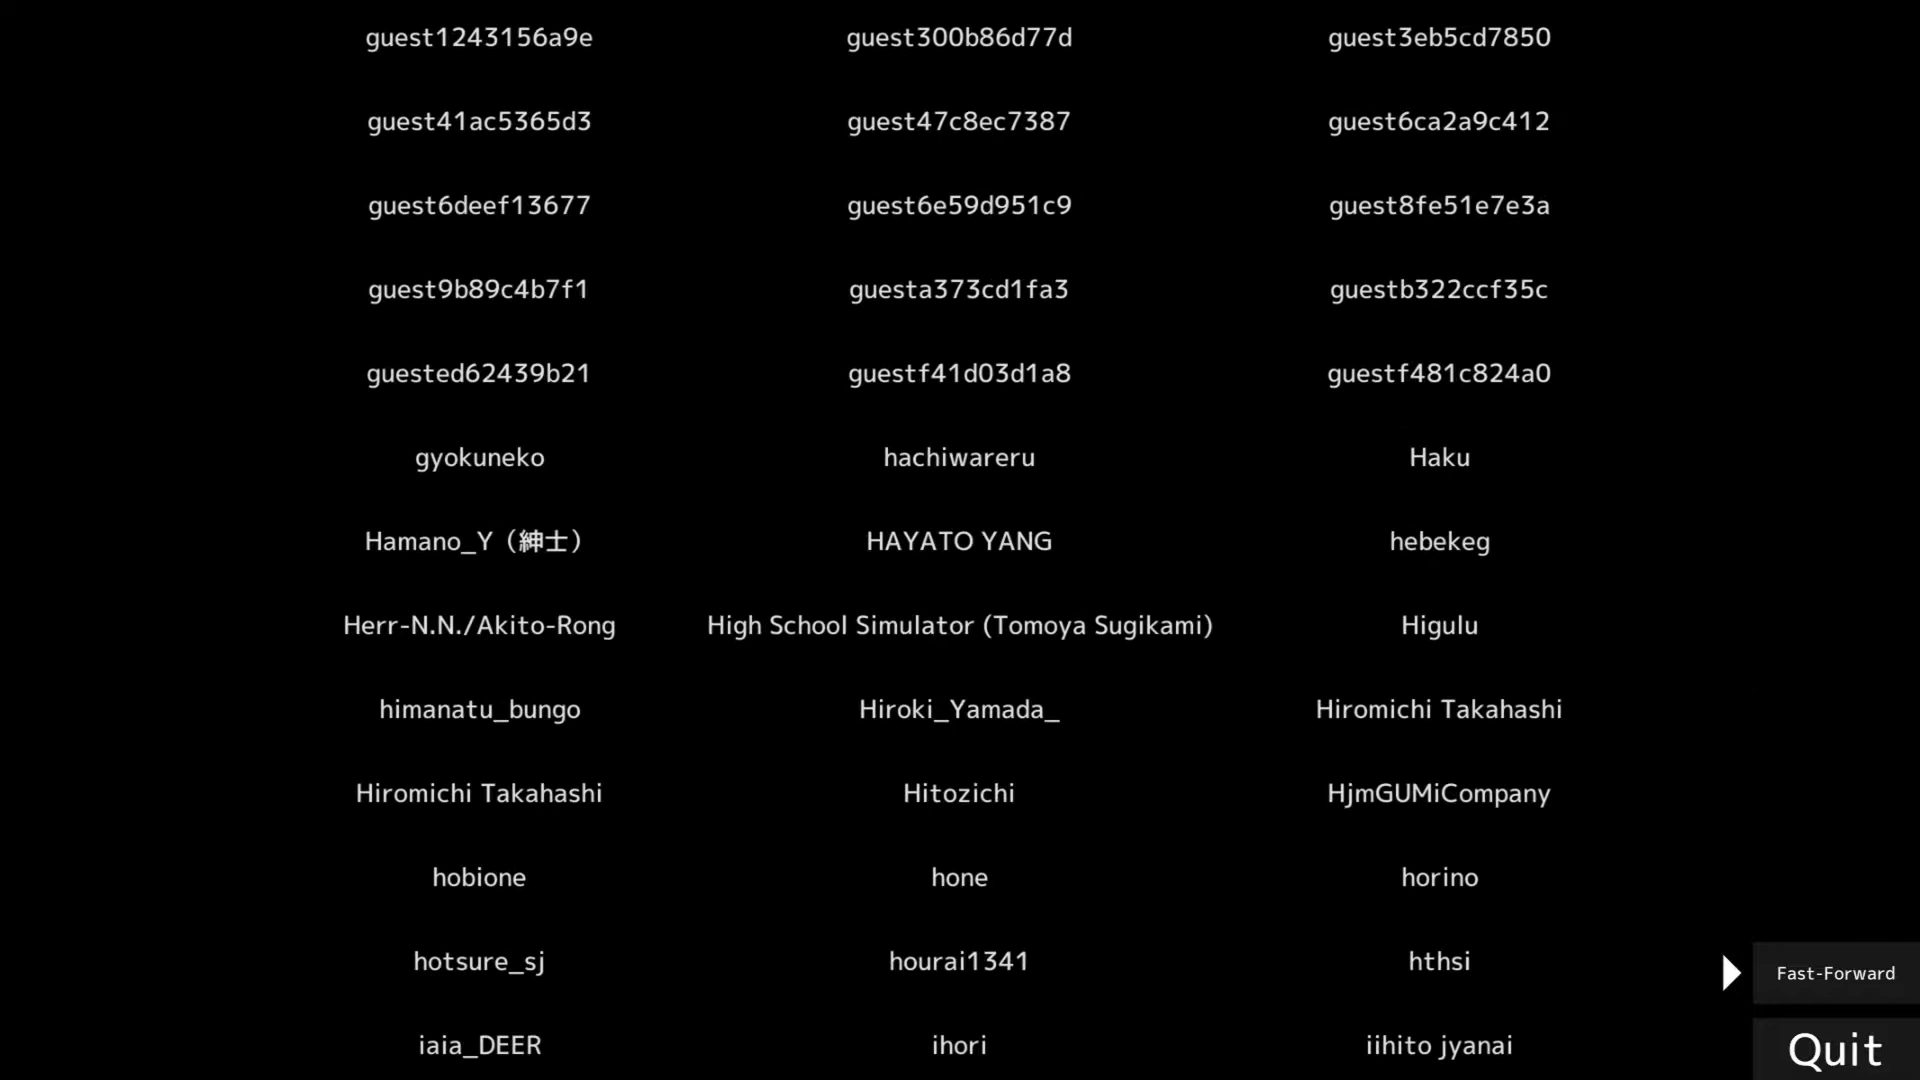 guest1243156a9e guest300b86d77d guest3eb5cd7850
guest41ac5365d3 guest47c8ec7387 guest6ca2a9c412
guest6deef13677 guest6e59d951c9 guest8fe51e7e3a
guest9b89c4b7f1 guesta373cd1fa3 guestb322ccf35c
guested62439b21 guestf41d03d1a8 guestf481c824a0
gyokuneko hachiwareru Haku
Hamano_Y（紳士） HAYATO YANG hebekeg
Herr-N.N./Akito-Rong High School Simulator (Tomoya Sugikami) Higulu
himanatu_bungo Hiroki_Yamada_ Hiromichi Takahashi
Hiromichi Takahashi Hitozichi HjmGUMiCompany
hobione hone horino
hotsure_sj hourai1341 hthsi
Fast-Forward
iaia_DEER ihori iihito jyanai
Quit